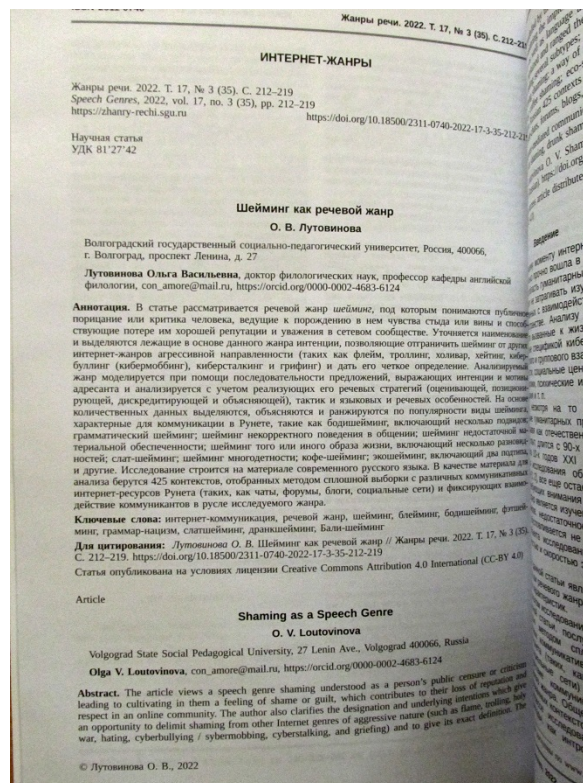 Жанры речи. 2022. Т. 17, № 3 (35). С. 212–219
ИНТЕРНЕТ-ЖАНРЫ
Жанры речи. 2022. Т. 17, № 3 (35). С. 212–219
Speech Genres, 2022, vol. 17, no. 3 (35), pp. 212–219
https://zhanry-rechi.sgu.ru
https://doi.org/10.18500/2311-0740-2022-17-3-35-212-219
Научная статья
УДК 81’27’42
Шейминг как речевой жанр
О. В. Лутовинова
Волгоградский государственный социально-педагогический университет, Россия, 400066,
г. Волгоград, проспект Ленина, д. 27
Лутовинова Ольга Васильевна, доктор филологических наук, профессор кафедры английской
филологии, con_amore@mail.ru, https://orcid.org/0000-0002-4683-6124
Аннотация. В статье рассматривается речевой жанр шейминг, под которым понимаются публичное
порицание или критика человека, ведущие к порождению в нем чувства стыда или вины и способ-
ствующие потере им хорошей репутации и уважения в сетевом сообществе. Уточняется наименование
и выделяются лежащие в основе данного жанра интенции, позволяющие отграничить шейминг от других
интернет-жанров агрессивной направленности (таких как флейм, троллинг, холивар, хейтинг, кибер-
буллинг (кибермоббинг), киберсталкинг и грифинг) и дать его четкое определение. Анализируемый
жанр моделируется при помощи последовательности предложений, выражающих интенции и мотивы
адресанта и анализируется с учетом реализующих его речевых стратегий (оценивающей, позициони-
рующей, дискредитирующей и объясняющей), тактик и языковых и речевых особенностей. На основе
количественных данных выделяются, объясняются и ранжируются по популярности виды шейминга,
характерные для коммуникации в Рунете, такие как бодишейминг, включающий несколько подвидов;
грамматический шейминг; шейминг некорректного поведения в общении; шейминг недостаточной ма-
териальной обеспеченности; шейминг того или иного образа жизни, включающий несколько разновид-
ностей; слат-шейминг; шейминг многодетности; кофе-шейминг; экошейминг, включающий два подтипа,
и другие. Исследование строится на материале современного русского языка. В качестве материала для
анализа берутся 425 контекстов, отобранных методом сплошной выборки с различных коммуникативных
интернет-ресурсов Рунета (таких, как чаты, форумы, блоги, социальные сети) и фиксирующих взаимо-
действие коммуникантов в русле исследуемого жанра.
Ключевые слова: интернет-коммуникация, речевой жанр, шейминг, блейминг, бодишейминг, фэтшей-
минг, граммар-нацизм, слатшейминг, дранкшейминг, Бали-шейминг
Для цитирования: Лутовинова О. В. Шейминг как речевой жанр // Жанры речи. 2022. Т. 17, № 3 (35).
С. 212–219. https://doi.org/10.18500/2311-0740-2022-17-3-35-212-219
Статья опубликована на условиях лицензии Creative Commons Attribution 4.0 International (CC-BY 4.0)
Article
Shaming as a Speech Genre
O. V. Loutovinova
Volgograd State Social Pedagogical University, 27 Lenin Ave., Volgograd 400066, Russia
Olga V. Loutovinova, con_amore@mail.ru, https://orcid.org/0000-0002-4683-6124
Abstract. The article views a speech genre shaming understood as a person’s public censure or criticism
leading to cultivating in them a feeling of shame or guilt, which contributes to their loss of reputation and
respect in an online community. The author also clarifies the designation and underlying intentions which give
an opportunity to delimit shaming from other Internet genres of aggressive nature (such as flame, trolling, holy
war, hating, cyberbullying / sybermobbing, cyberstalking, and griefing) and to give its exact definition. The
© Лутовинова О. В., 2022
Введение